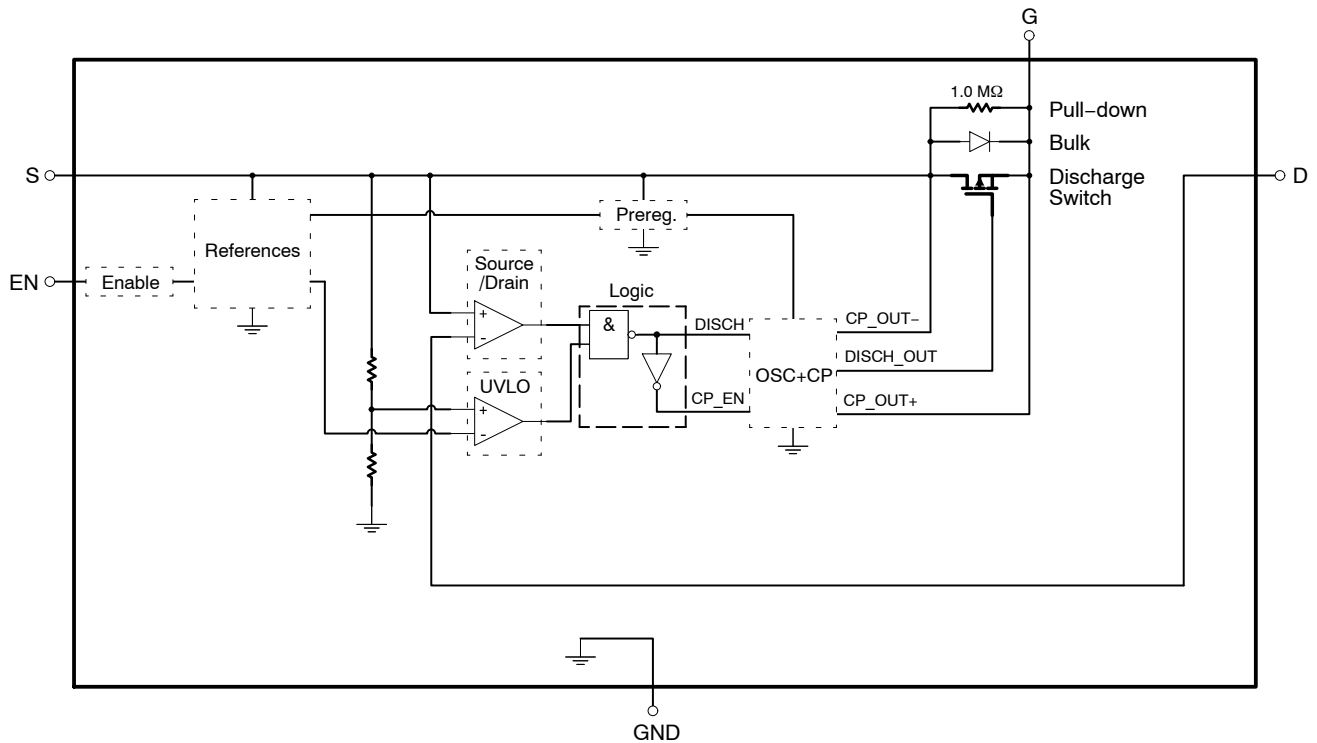 G
1.0 MΩ
Pull−down
Bulk
S
Discharge
Switch
D
References
Prereg.
EN
Enable
Source
/Drain
+
-
Logic
&
DISCH
CP_EN
UVLO
+
-
OSC+CP
CP_OUT−
DISCH_OUT
CP_OUT+
GND